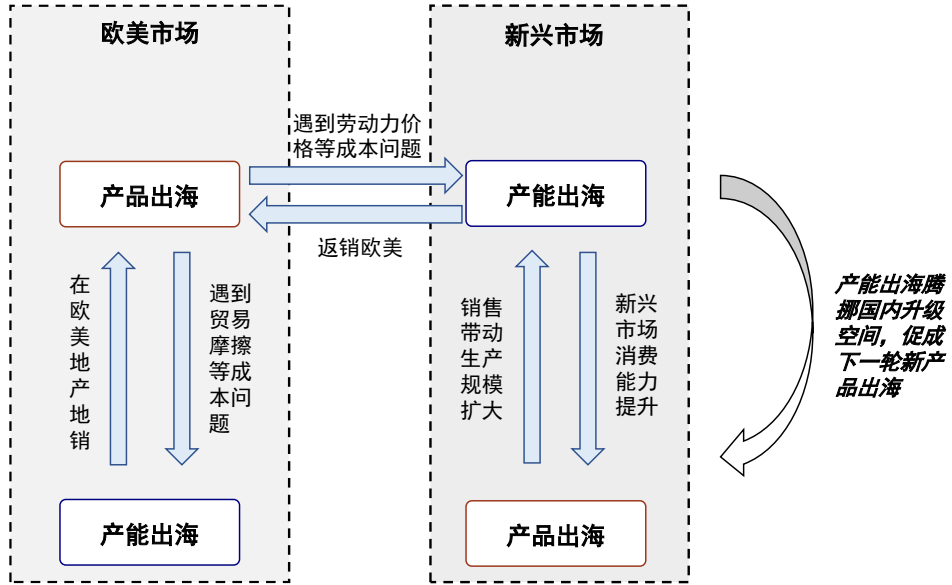 欧美市场
新兴市场
遇到劳动力价
格等成本问题
产品出海
产能出海
返销欧美
在
欧
美
地
产
地
销
遇到
贸易
摩擦
等成
本问
题
销售
带动
生产
规模
扩大
新兴
市场
消费
能力
提升
产能出海腾
挪国内升级
空间，促成
下一轮新产
品出海
产能出海
产品出海